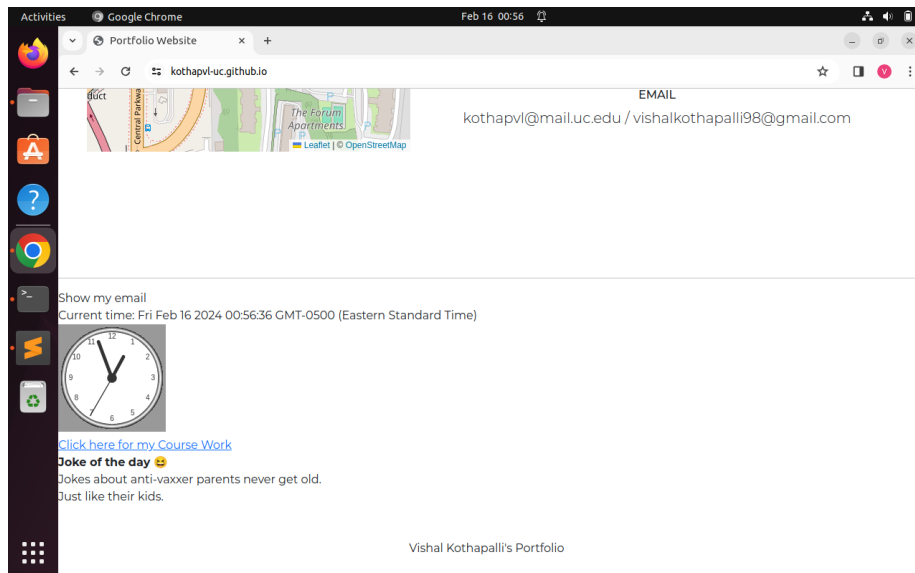 Activities Google Chrome Feb 16 00:56
Portfolio Website
kothapvl-uc.github.io V
duct
Central Parkwa
The Forum
Apartments
Leaflet | © OpenStreetMap
EMAIL
kothapvl@mail.uc.edu / vishalkothapalli98@gmail.com
Show my email
Current time: Fri Feb 16 2024 00:56:36 GMT-0500 (Eastern Standard Time)
12
11 1
10 2
9 3
8 4
7 5
6
Click here for my Course Work
Joke of the day 😆
Jokes about anti-vaxxer parents never get old.
Just like their kids.
Vishal Kothapalli's Portfolio